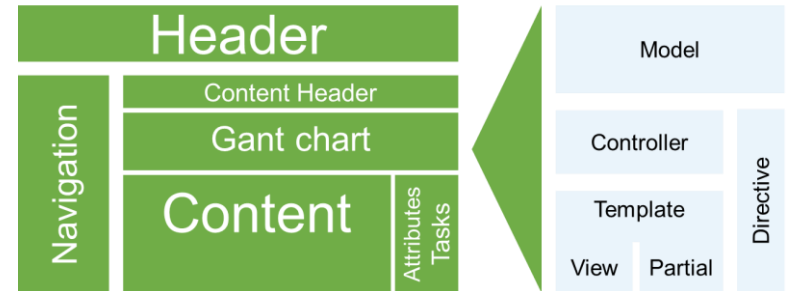 Header
Navigation
Content Header
Gant chart
Content
Attributes
Tasks
Model
Controller
Template
View
Partial
Directive